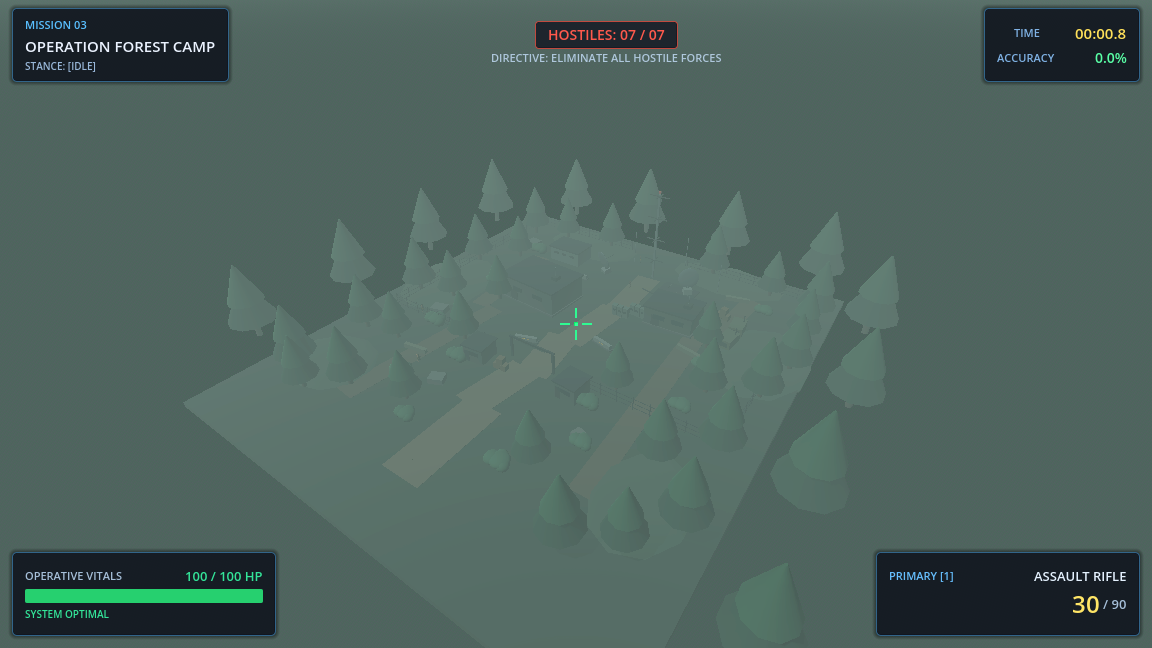 MISSION 03
OPERATION FOREST CAMP
STANCE: [IDLE]
HOSTILES: 07 / 07
DIRECTIVE: ELIMINATE ALL HOSTILE FORCES
TIME 00:00.8
ACCURACY 0.0%
OPERATIVE VITALS 100 / 100 HP
SYSTEM OPTIMAL
PRIMARY [1] ASSAULT RIFLE
30 / 90